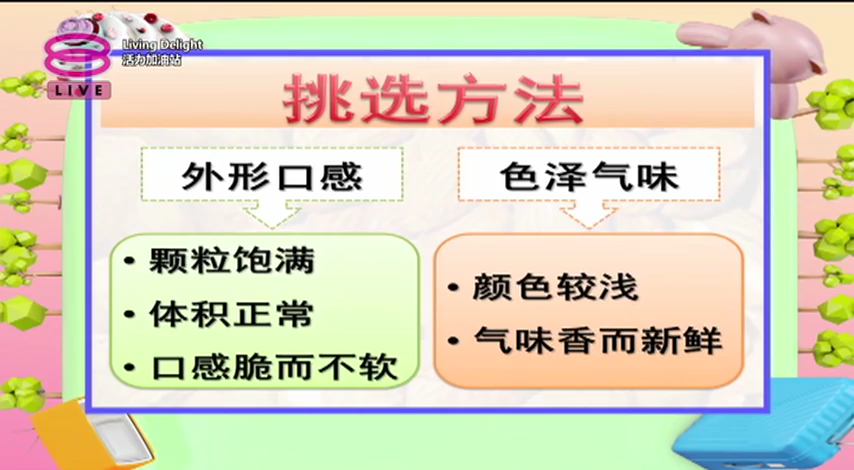 Living Delight
活力加油站
LIVE
挑选方法
外形口感
色泽气味
• 颗粒饱满
• 体积正常
• 口感脆而不软
• 颜色较浅
• 气味香而新鲜